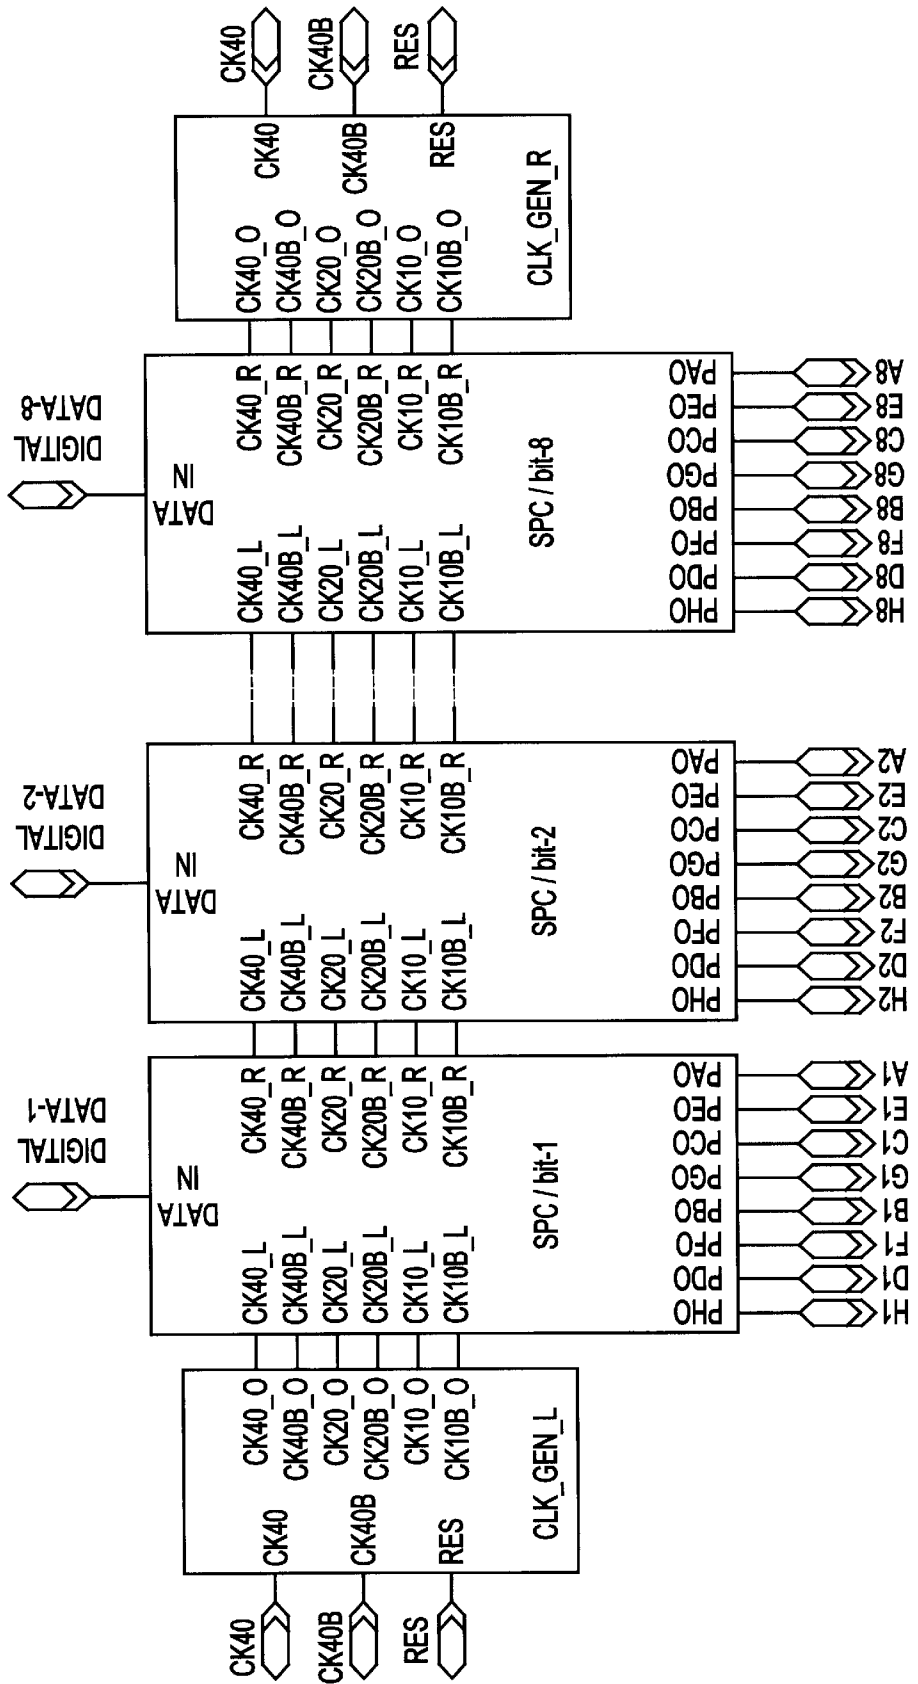 CK40
CK40B
RES
CK40
CK40B
RES
CLK_GEN_L
CK40_O
CK40B_O
CK20_O
CK20B_O
CK10_O
CK10B_O
DIGITAL
DATA-1
DATA
IN
CK40_L
CK40B_L
CK20_L
CK20B_L
CK10_L
CK10B_L
SPC / bit-1
CK40_R
CK40B_R
CK20_R
CK20B_R
CK10_R
CK10B_R
PHO
PDO
PFO
PBO
PGO
PCO
PEO
PAO
H1
D1
F1
B1
G1
C1
E1
A1
DIGITAL
DATA-2
DATA
IN
CK40_L
CK40B_L
CK20_L
CK20B_L
CK10_L
CK10B_L
SPC / bit-2
CK40_R
CK40B_R
CK20_R
CK20B_R
CK10_R
CK10B_R
PHO
PDO
PFO
PBO
PGO
PCO
PEO
PAO
H2
D2
F2
B2
G2
C2
E2
A2
DIGITAL
DATA-8
DATA
IN
CK40_L
CK40B_L
CK20_L
CK20B_L
CK10_L
CK10B_L
SPC / bit-8
CK40_R
CK40B_R
CK20_R
CK20B_R
CK10_R
CK10B_R
PHO
PDO
PFO
PBO
PGO
PCO
PEO
PAO
H8
D8
F8
B8
G8
C8
E8
A8
CK40_O
CK40B_O
CK20_O
CK20B_O
CK10_O
CK10B_O
CLK_GEN_R
CK40
CK40B
RES
CK40
CK40B
RES